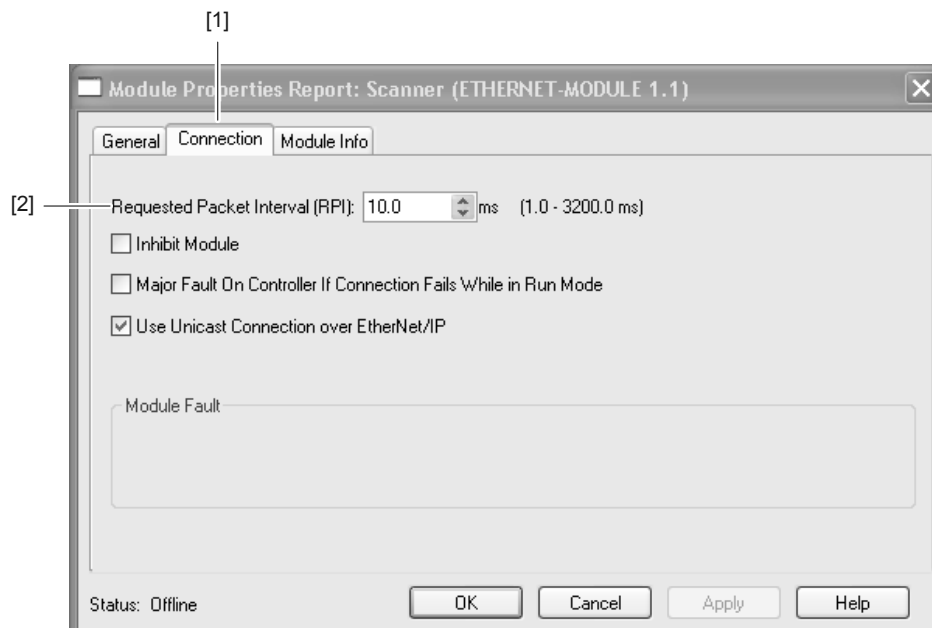 [1]
Module Properties Report: Scanner (ETHERNET-MODULE 1.1)
General Connection Module Info
[2] Requested Packet Interval (RPI): 10.0 ms (1.0 - 3200.0 ms)
Inhibit Module
Major Fault On Controller If Connection Fails While in Run Mode
Use Unicast Connection over EtherNet/IP
Module Fault
Status: Offline OK Cancel Apply Help